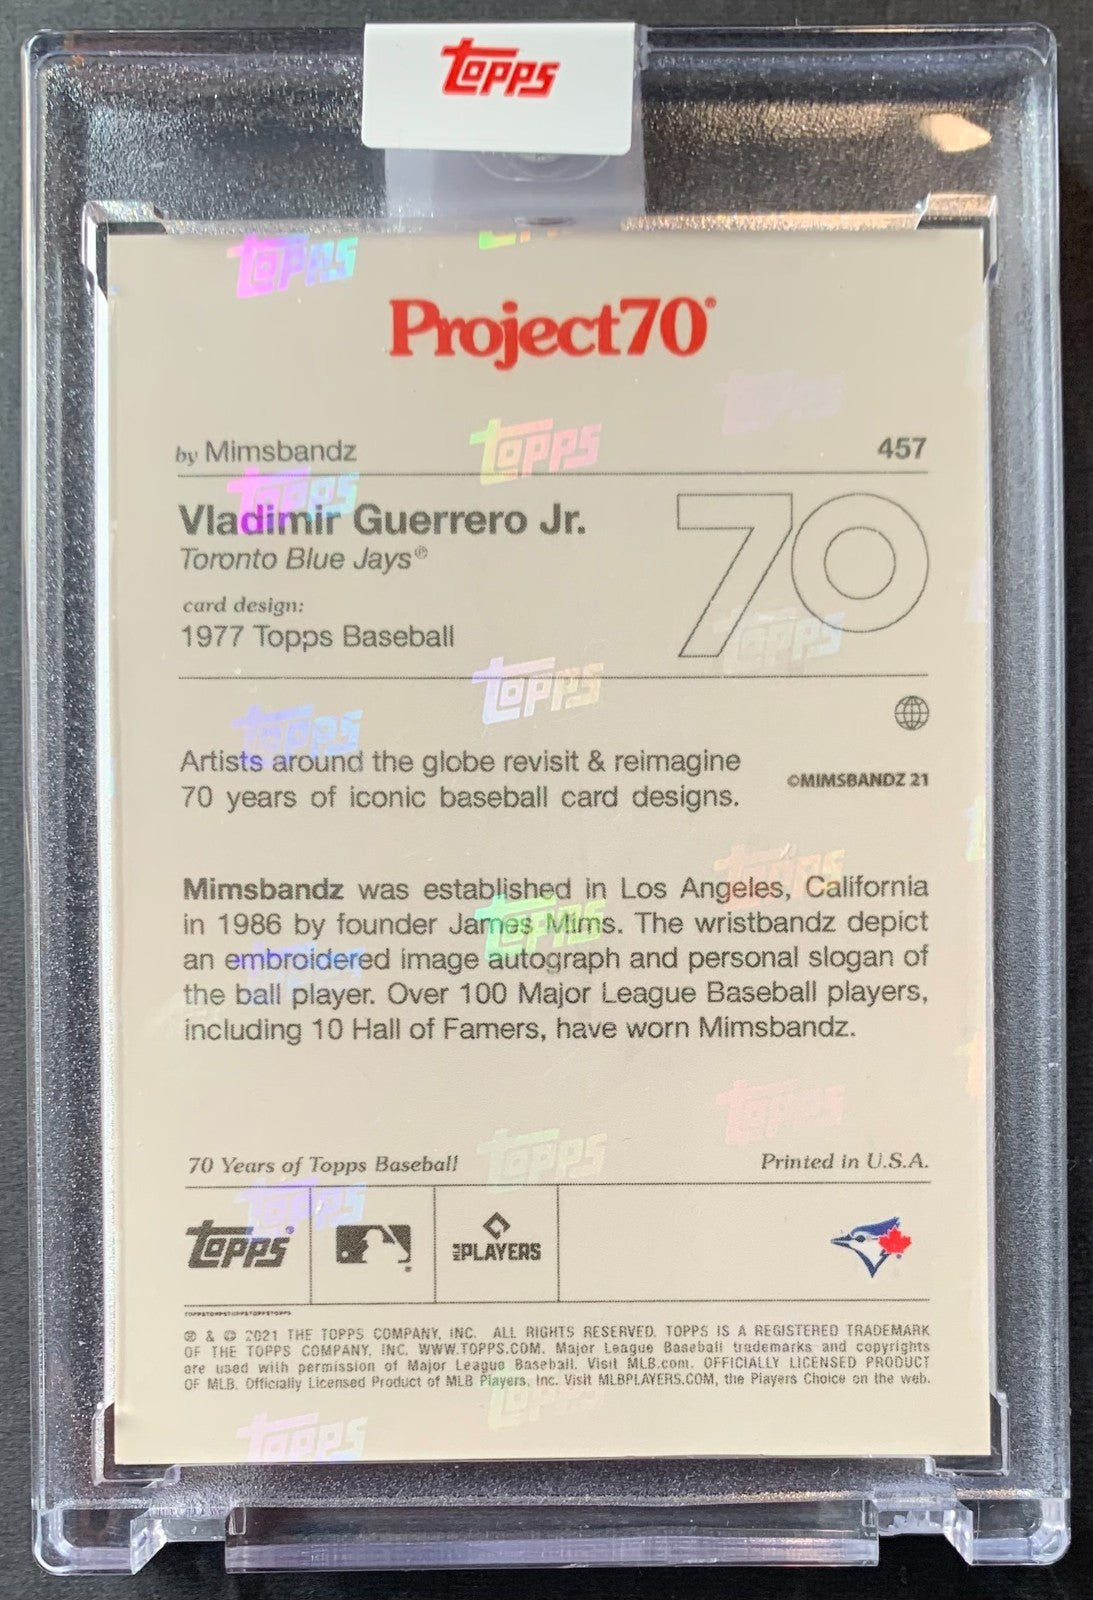 Topps
Project70®
by Mimsbandz 457
Vladimir Guerrero Jr.
Toronto Blue Jays®
card design:
1977 Topps Baseball
70
Artists around the globe revisit & reimagine
70 years of iconic baseball card designs.
©MIMSBANDZ 21
Mimsbandz was established in Los Angeles, California
in 1986 by founder James Mims. The wristbandz depict
an embroidered image autograph and personal slogan of
the ball player. Over 100 Major League Baseball players,
including 10 Hall of Famers, have worn Mimsbandz.
70 Years of Topps Baseball Printed in U.S.A.
Topps® MLB PLAYERS
TOPPSTOPPSTOPPSTOPPSTOPPS
® & © 2021 THE TOPPS COMPANY, INC. ALL RIGHTS RESERVED. TOPPS IS A REGISTERED TRADEMARK
OF THE TOPPS COMPANY, INC. WWW.TOPPS.COM. Major League Baseball trademarks and copyrights
are used with permission of Major League Baseball. Visit MLB.com. OFFICIALLY LICENSED PRODUCT
OF MLB. Officially Licensed Product of MLB Players, Inc. Visit MLBPLAYERS.COM, the Players Choice on the web.